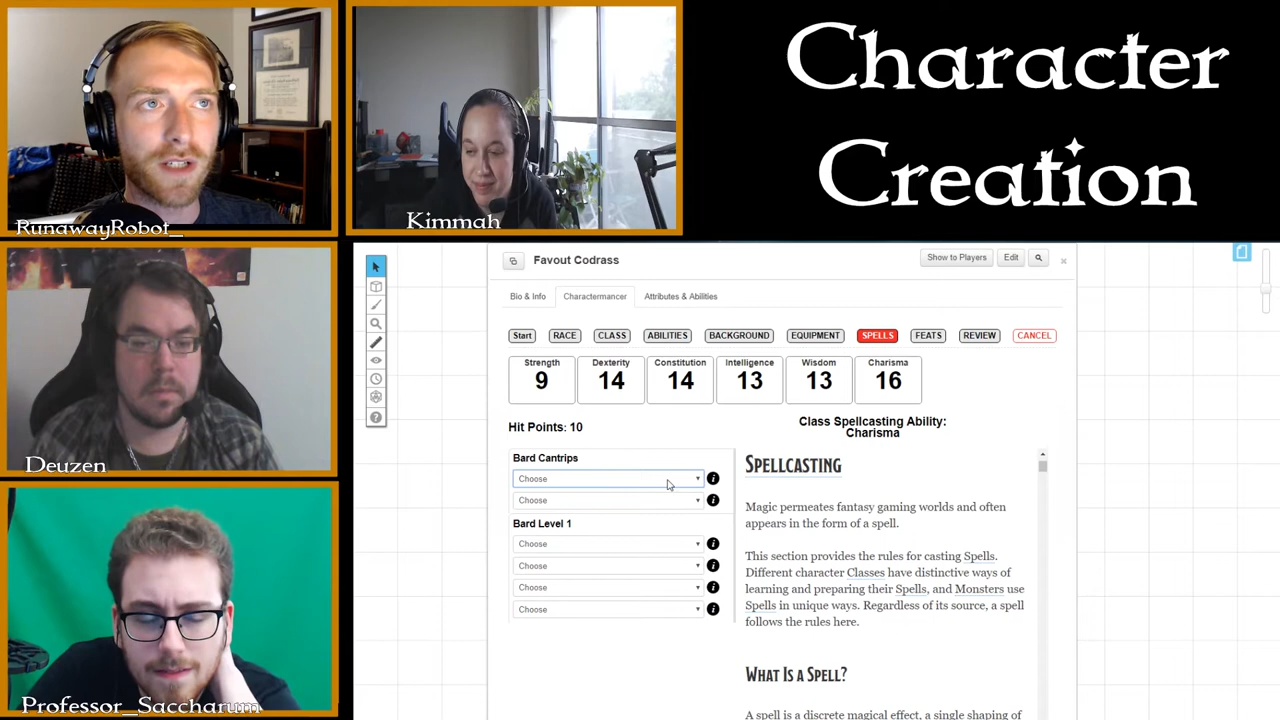 RunawayRobot_
Kimmah
Character
Creation
Deuzen
Professor_Saccharum
Favout Codrass
Show to Players
Edit
Bio & Info
Charactermancer
Attributes & Abilities
Start
RACE
CLASS
ABILITIES
BACKGROUND
EQUIPMENT
SPELLS
FEATS
REVIEW
CANCEL
Strength
9
Dexterity
14
Constitution
14
Intelligence
13
Wisdom
13
Charisma
16
Hit Points: 10
Class Spellcasting Ability:
Charisma
Bard Cantrips
Choose
Choose
Bard Level 1
Choose
Choose
Choose
Choose
SPELLCASTING
Magic permeates fantasy gaming worlds and often
appears in the form of a spell.
This section provides the rules for casting Spells.
Different character Classes have distinctive ways of
learning and preparing their Spells, and Monsters use
Spells in unique ways. Regardless of its source, a spell
follows the rules here.
WHAT IS A SPELL?
A spell is a discrete magical effect, a single shaping of